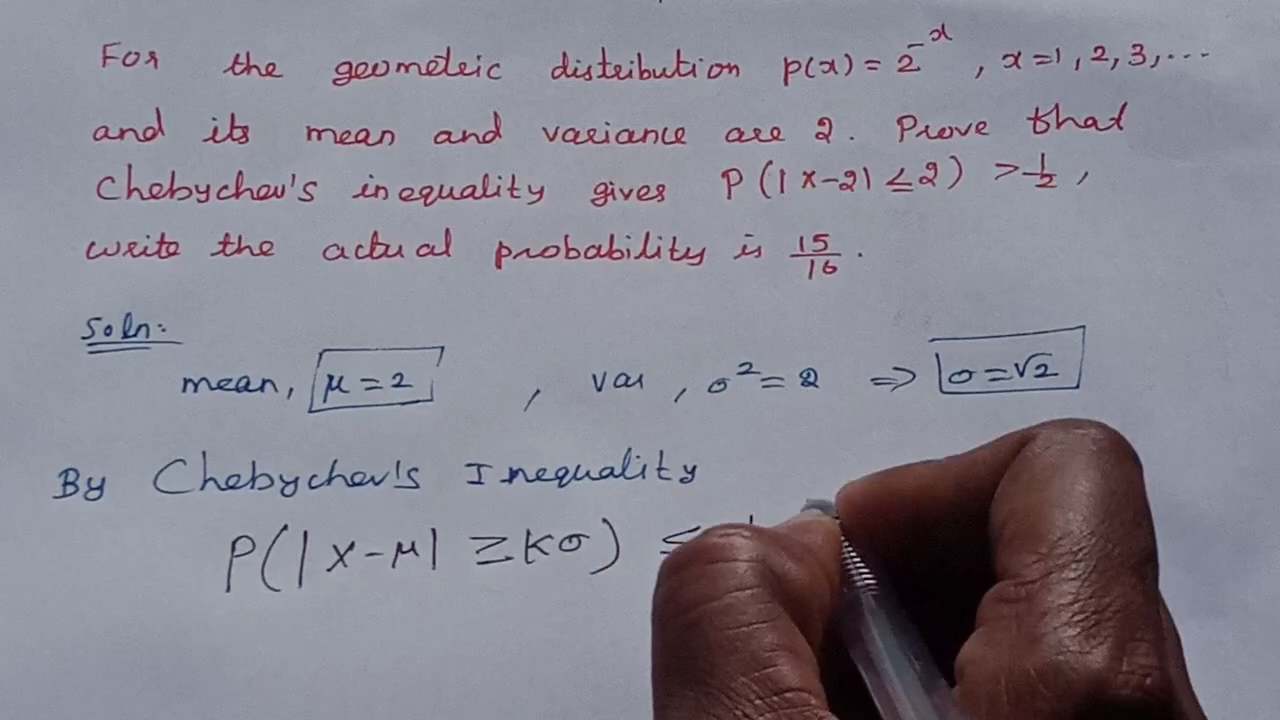 For the geometric distribution p(x) = 2^-x , x=1, 2, 3, ...
and its mean and variance are 2. Prove that
Chebychev's inequality gives P(|x-2| ≤2) > 1/2 ,
write the actual probability is 15/16 .
Soln:
mean, μ=2 , var , σ²=2 ⇒ σ=√2
By Chebychev's Inequality
P(|x-μ| ≥kσ) ≤